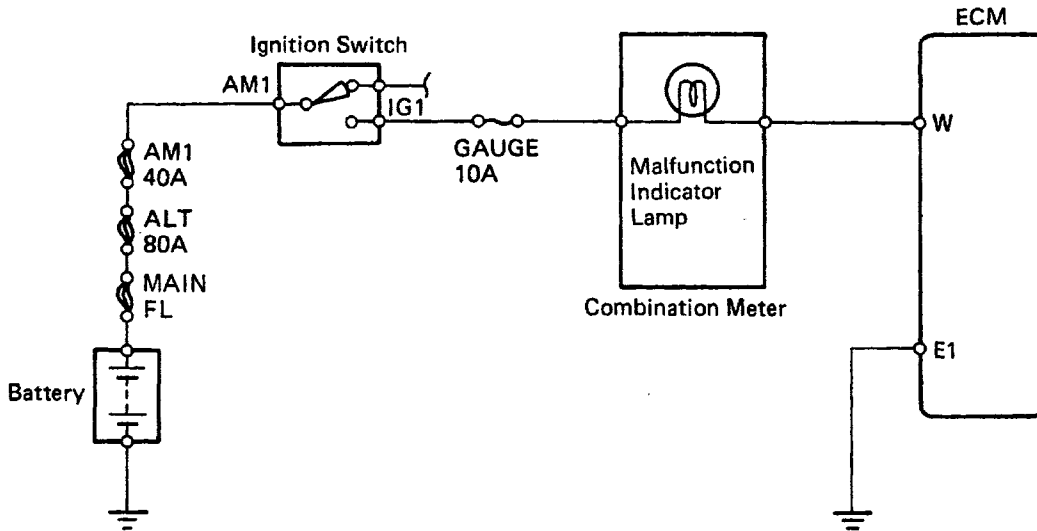 ECM
Ignition Switch
AM1
IG1
W
GAUGE
10A
AM1
40A
Malfunction
Indicator
Lamp
ALT
80A
MAIN
FL
Combination Meter
E1
Battery